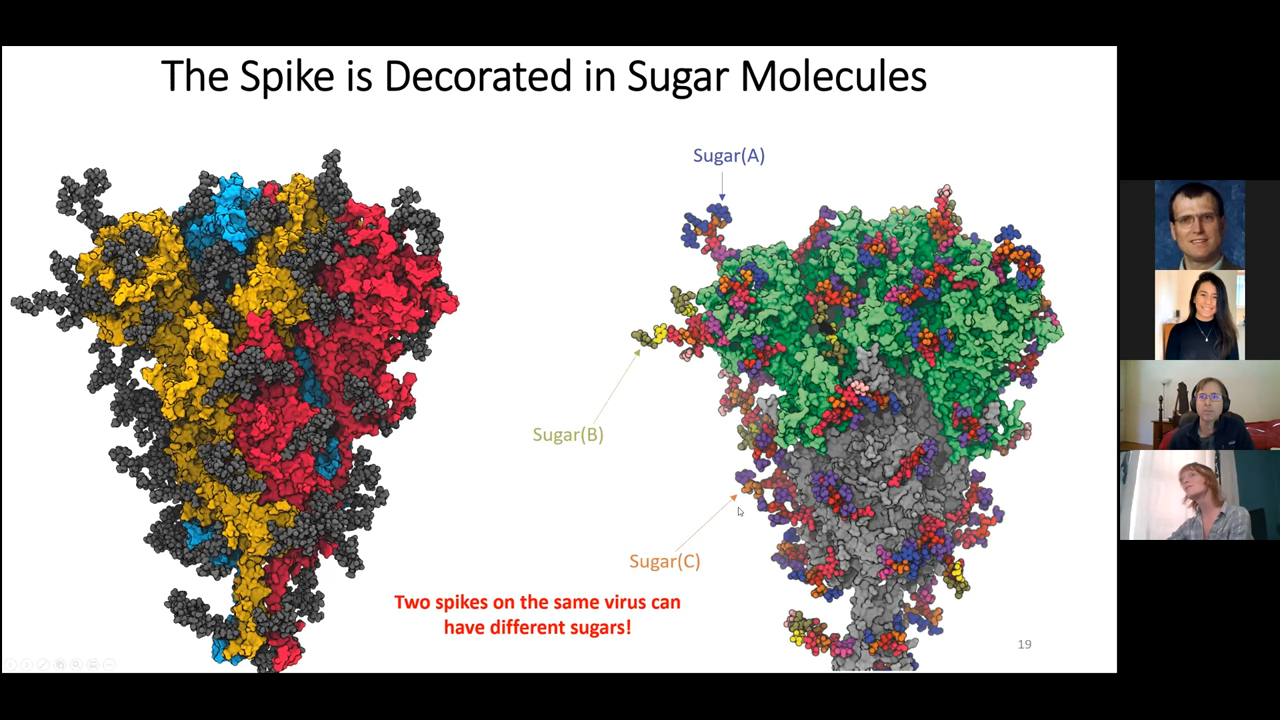 The Spike is Decorated in Sugar Molecules
Sugar(A)
Sugar(B)
Sugar(C)
Two spikes on the same virus can
have different sugars!
19